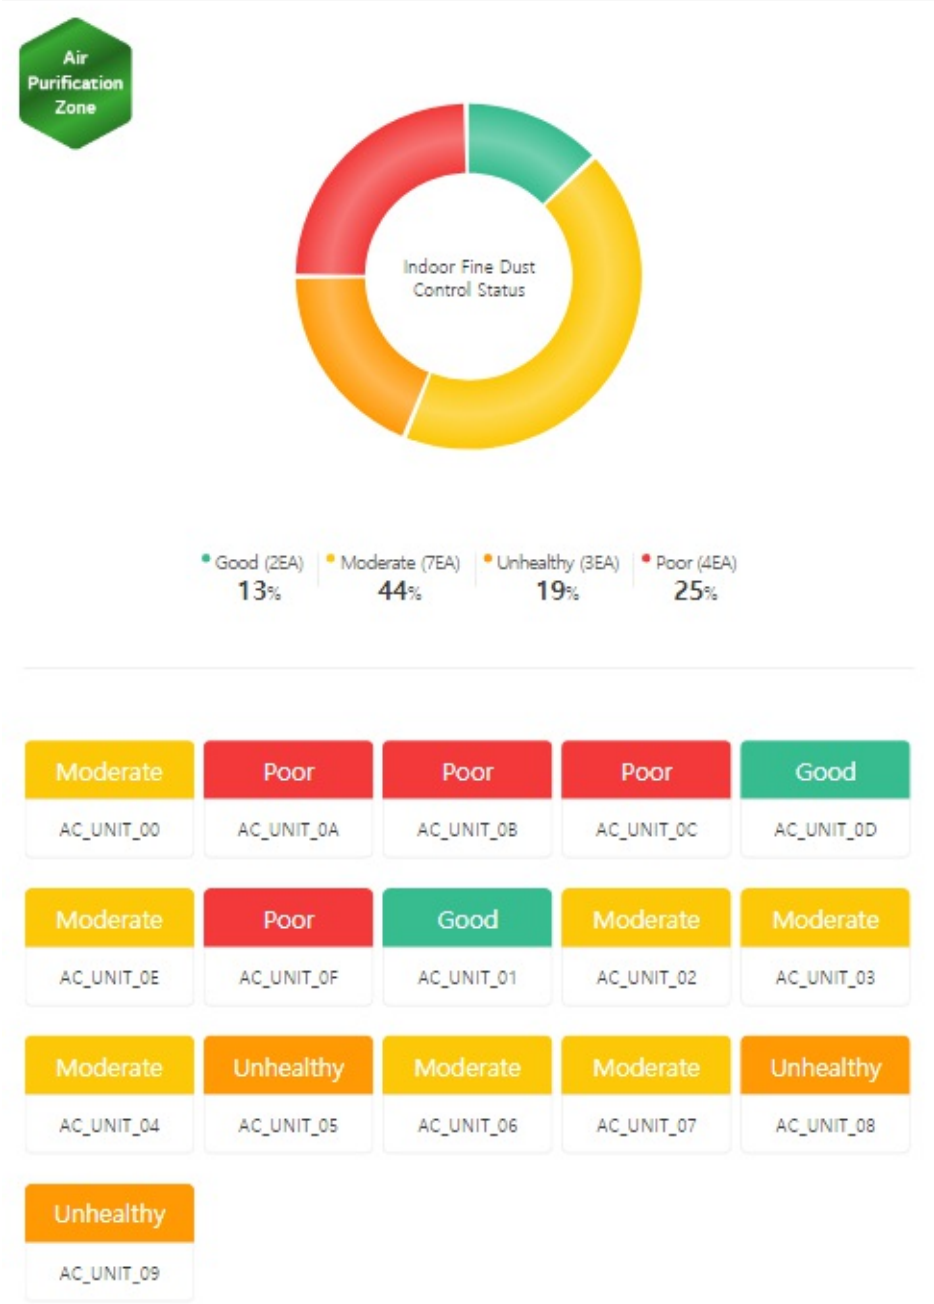 Air
Purification
Zone
Indoor Fine Dust
Control Status
Good (2EA) Moderate (7EA) Unhealthy (3EA) Poor (4EA)
13% 44% 19% 25%
Moderate Poor Poor Poor Good
AC_UNIT_00 AC_UNIT_0A AC_UNIT_0B AC_UNIT_0C AC_UNIT_0D
Moderate Poor Good Moderate Moderate
AC_UNIT_0E AC_UNIT_0F AC_UNIT_01 AC_UNIT_02 AC_UNIT_03
Moderate Unhealthy Moderate Moderate Unhealthy
AC_UNIT_04 AC_UNIT_05 AC_UNIT_06 AC_UNIT_07 AC_UNIT_08
Unhealthy
AC_UNIT_09